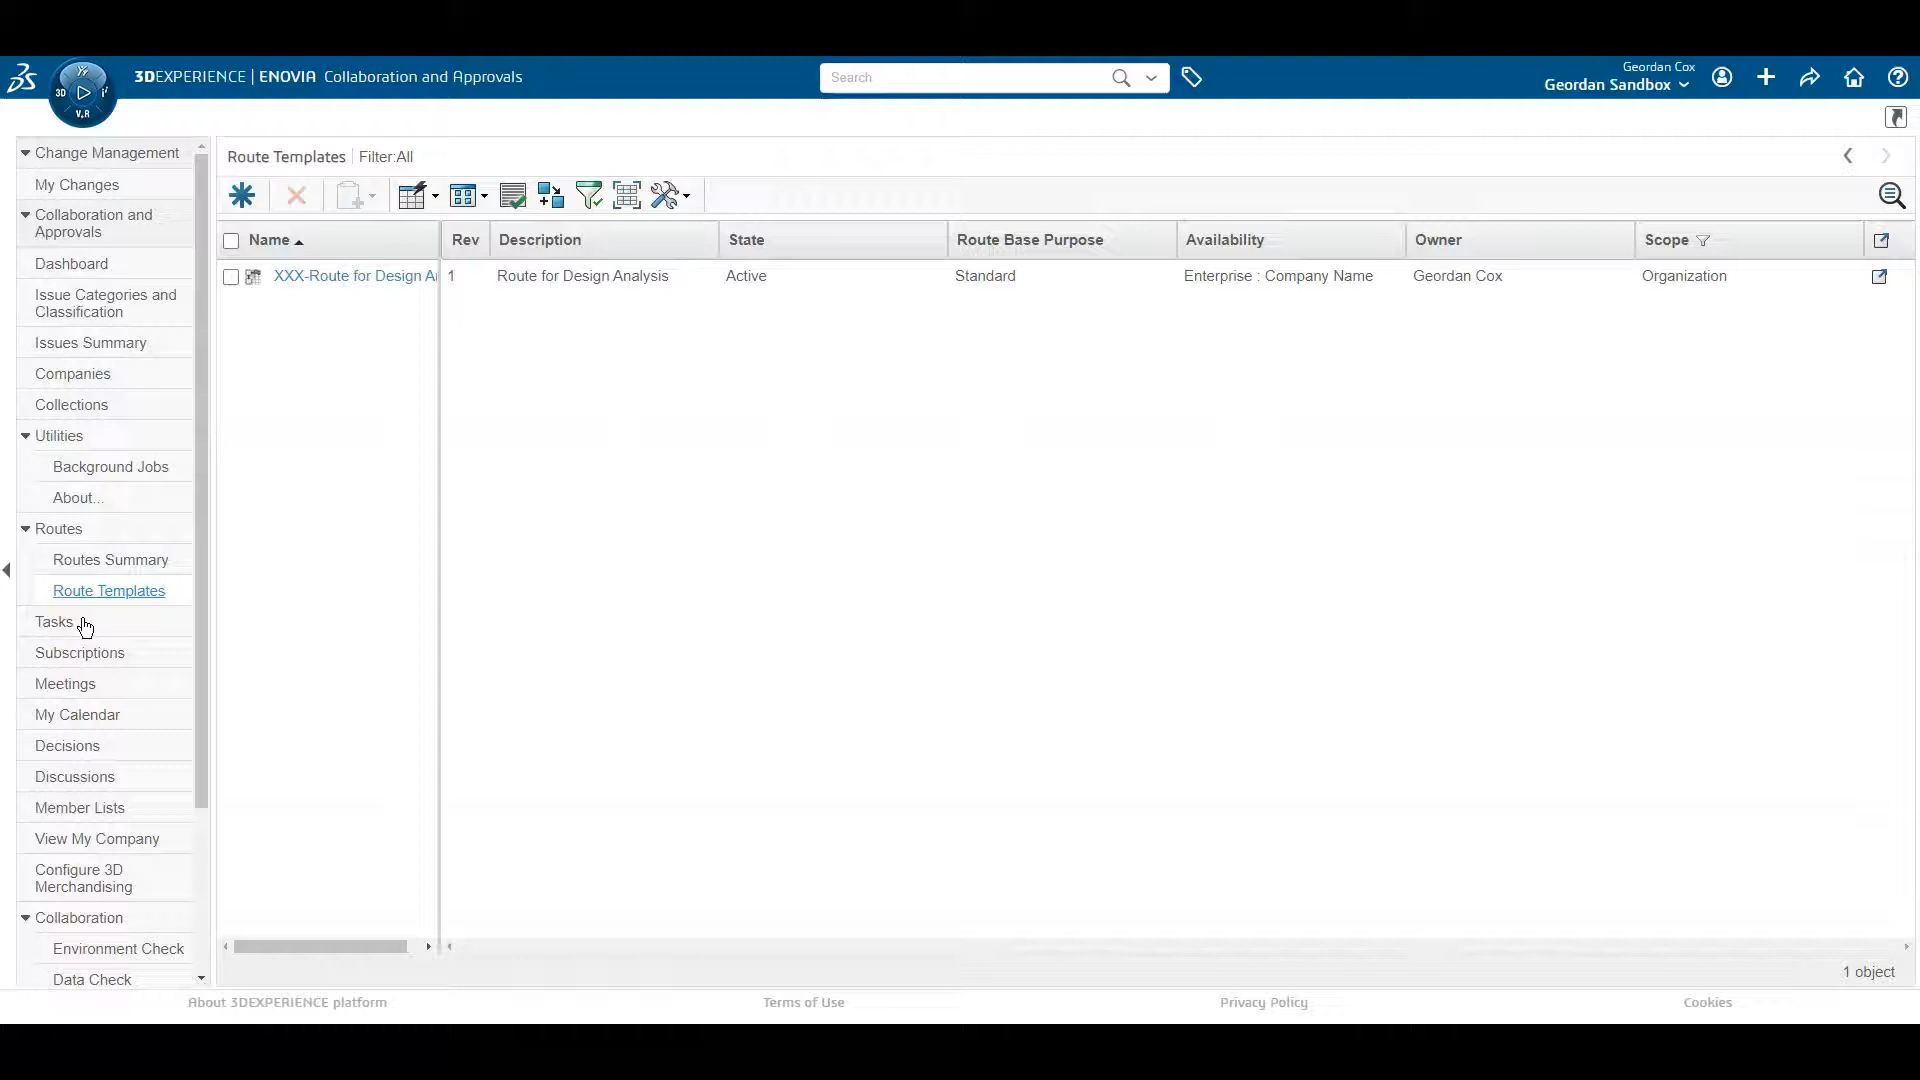 3DEXPERIENCE | ENOVIA Collaboration and Approvals
Search
Geordan Cox
Geordan Sandbox
3D
V,R
Change Management
My Changes
Collaboration and
Approvals
Dashboard
Issue Categories and
Classification
Issues Summary
Companies
Collections
Utilities
Background Jobs
About...
Routes
Routes Summary
Route Templates
Tasks
Subscriptions
Meetings
My Calendar
Decisions
Discussions
Member Lists
View My Company
Configure 3D
Merchandising
Collaboration
Environment Check
Data Check
Route Templates | Filter:All
Name Rev Description State Route Base Purpose Availability Owner Scope
XXX-Route for Design A 1 Route for Design Analysis Active Standard Enterprise : Company Name Geordan Cox Organization
1 object
About 3DEXPERIENCE platform Terms of Use Privacy Policy Cookies